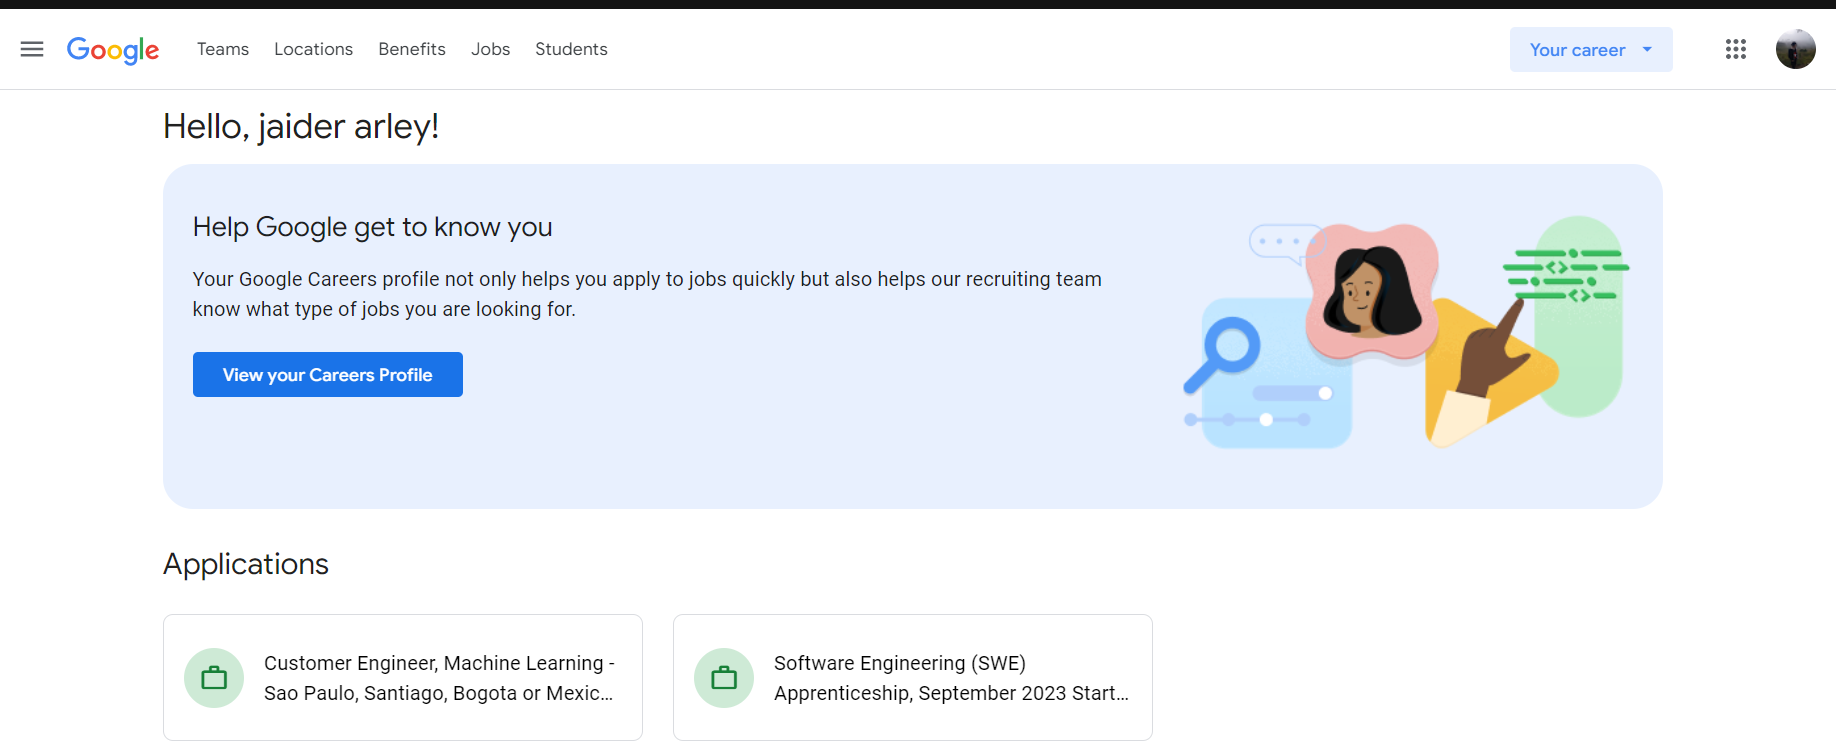 Google
Teams
Locations
Benefits
Jobs
Students
Your career
Hello, jaider arley!
Help Google get to know you
Your Google Careers profile not only helps you apply to jobs quickly but also helps our recruiting team
know what type of jobs you are looking for.
View your Careers Profile
Applications
Customer Engineer, Machine Learning -
Sao Paulo, Santiago, Bogota or Mexic...
Software Engineering (SWE)
Apprenticeship, September 2023 Start...